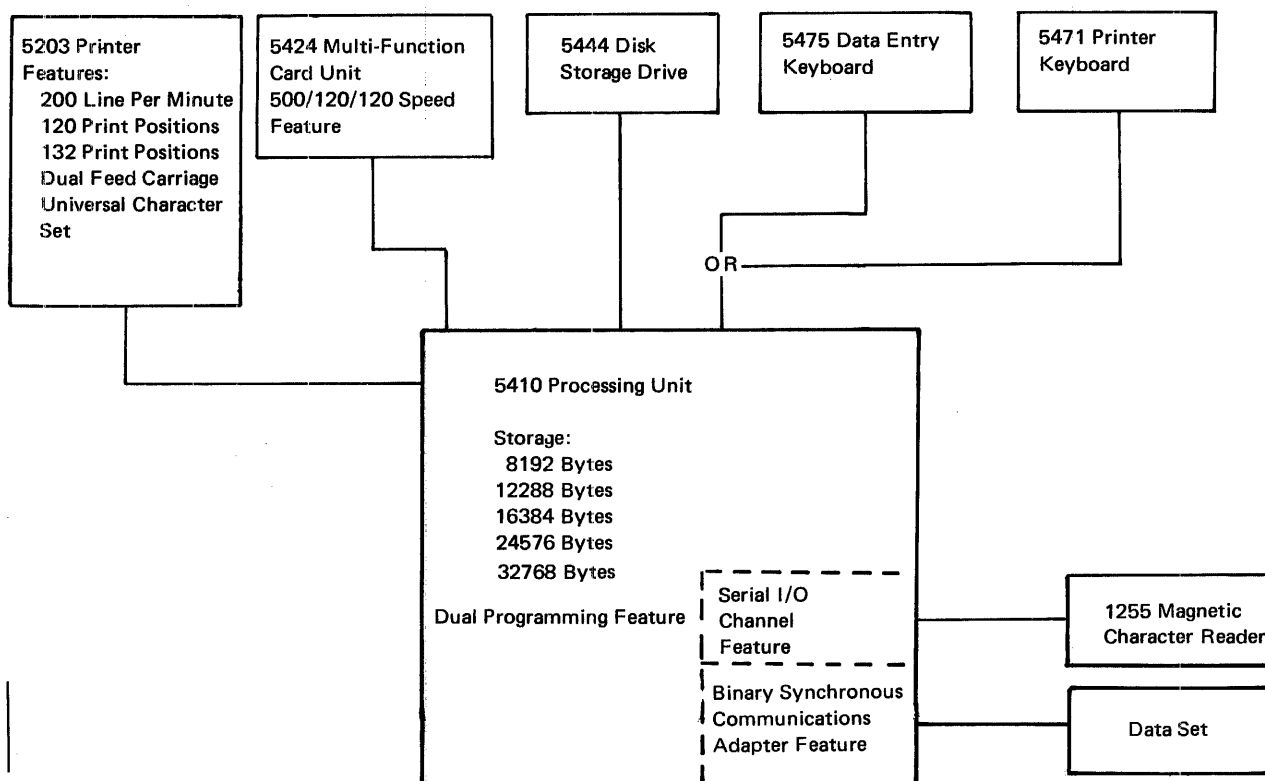 5203 Printer
Features:
200 Line Per Minute
120 Print Positions
132 Print Positions
Dual Feed Carriage
Universal Character
Set
5424 Multi-Function
Card Unit
500/120/120 Speed
Feature
5444 Disk
Storage Drive
5475 Data Entry
Keyboard
5471 Printer
Keyboard
OR
5410 Processing Unit
Storage:
8192 Bytes
12288 Bytes
16384 Bytes
24576 Bytes
32768 Bytes
Dual Programming Feature
Serial I/O
Channel
Feature
Binary Synchronous
Communications
Adapter Feature
1255 Magnetic
Character Reader
Data Set